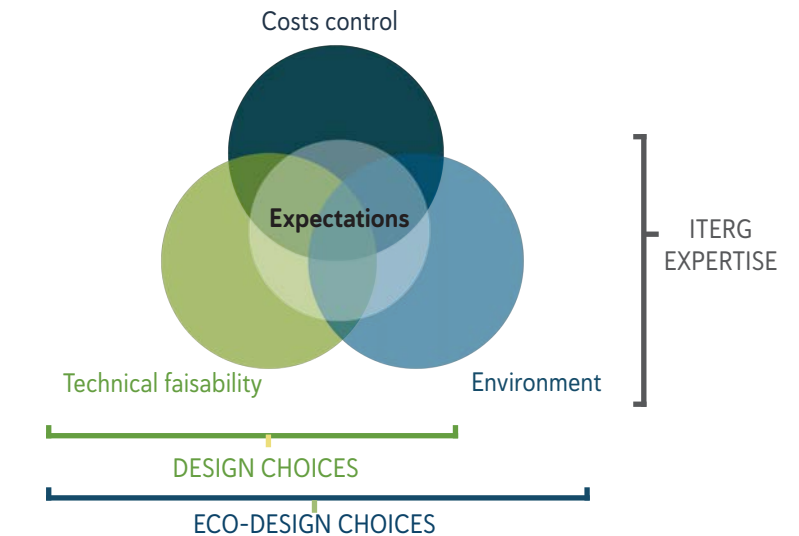 Costs control
Expectations
ITERG
EXPERTISE
Technical faisability
Environment
DESIGN CHOICES
ECO-DESIGN CHOICES